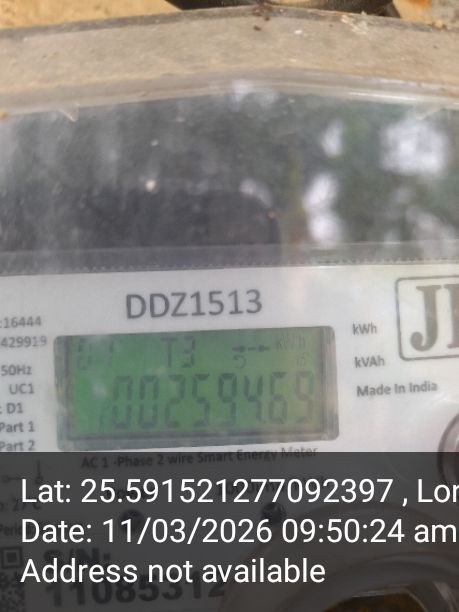 DDZ1513
:16444
429919
50Hz
UC1
: D1
Part 1
Part 2
01 T3 kWh
00259469
kWh
kVAh
Made In India
AC 1 -Phase 2 wire Smart Energy Meter
Lat: 25.591521277092397 , Lon
Date: 11/03/2026 09:50:24 am
Address not available